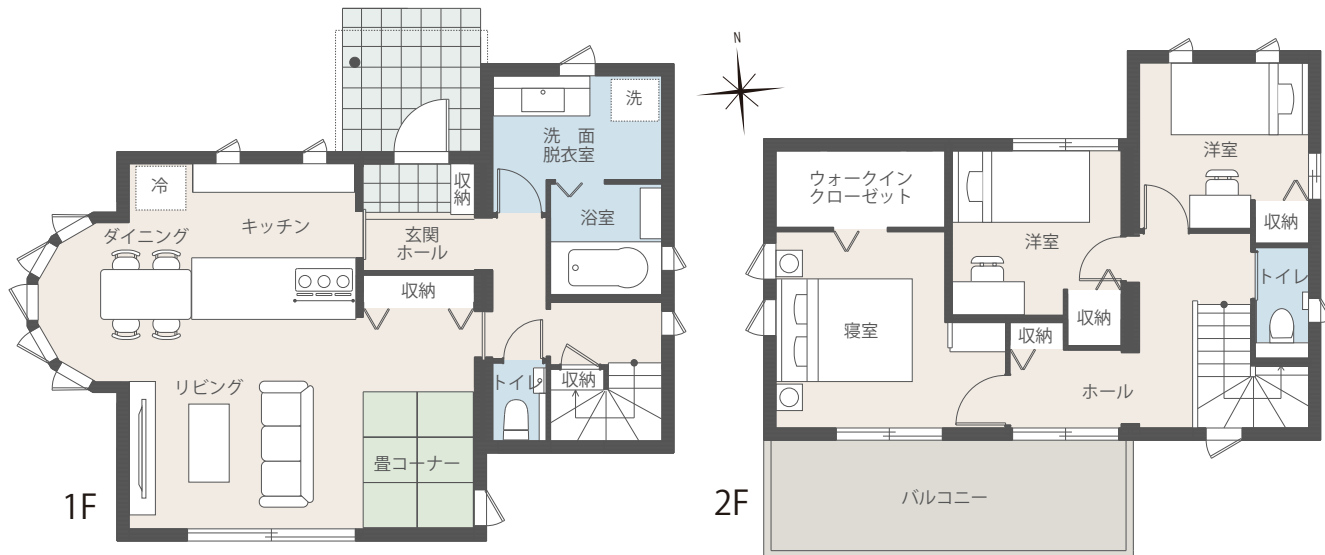 洗
洗 面
脱衣室
冷
収
納
キッチン
ダイニング
玄関
ホール
浴室
収納
リビング
トイレ
収納
畳コーナー
1F
N
洋室
ウォークイン
クローゼット
洋室
収納
トイレ
寝室
収納
収納
ホール
バルコニー
2F